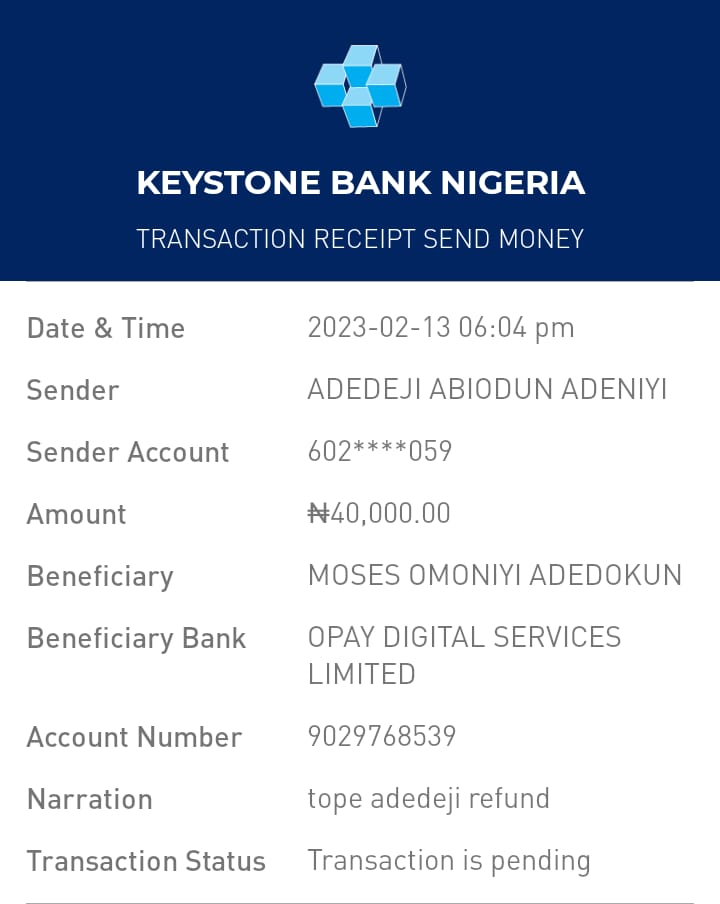 KEYSTONE BANK NIGERIA
TRANSACTION RECEIPT SEND MONEY
Date & Time 2023-02-13 06:04 pm
Sender ADEDEJI ABIODUN ADENIYI
Sender Account 602****059
Amount ₦40,000.00
Beneficiary MOSES OMONIYI ADEDOKUN
Beneficiary Bank OPAY DIGITAL SERVICES
LIMITED
Account Number 9029768539
Narration tope adedeji refund
Transaction Status Transaction is pending